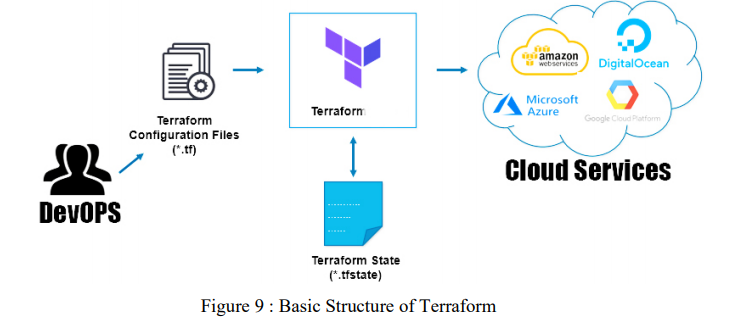 DevOPS
Terraform
Configuration Files
(*.tf)
Terraform
Terraform State
(*.tfstate)
amazon
webservices
DigitalOcean
Microsoft
Azure
Google Cloud Platform
Cloud Services
Figure 9 : Basic Structure of Terraform